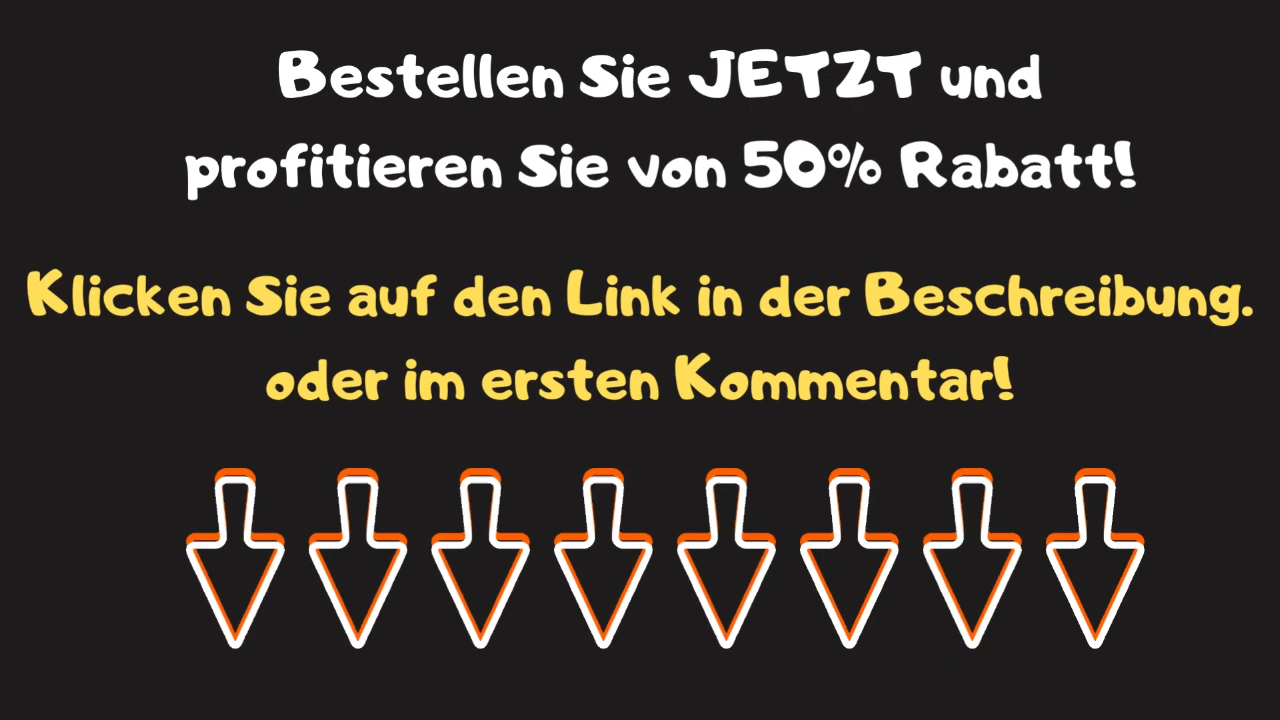 Bestellen Sie JETZT und
profitieren Sie von 50% Rabatt!
Klicken Sie auf den Link in der Beschreibung.
oder im ersten Kommentar!